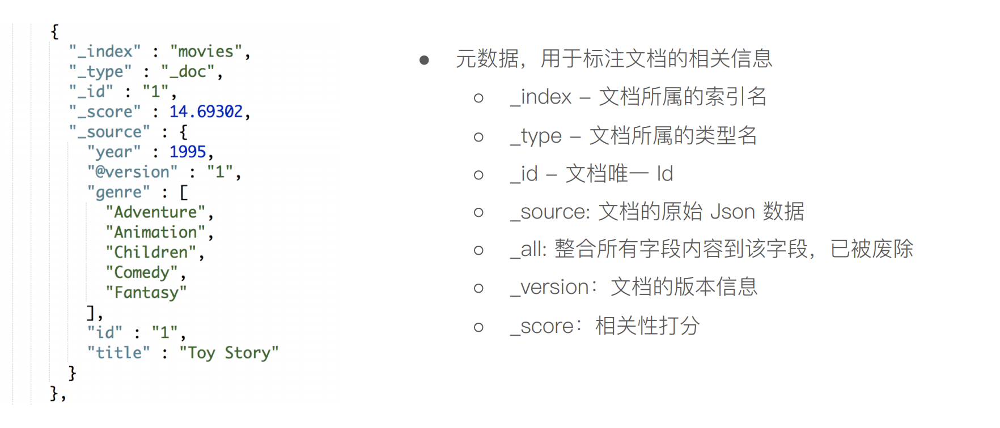 {
"_index" : "movies",
"_type" : "_doc",
"_id" : "1",
"_score" : 14.69302,
"_source" : {
"year" : 1995,
"@version" : "1",
"genre" : [
"Adventure",
"Animation",
"Children",
"Comedy",
"Fantasy"
],
"id" : "1",
"title" : "Toy Story"
}
},
● 元数据，用于标注文档的相关信息
○ _index – 文档所属的索引名
○ _type – 文档所属的类型名
○ _id – 文档唯一 Id
○ _source: 文档的原始 Json 数据
○ _all: 整合所有字段内容到该字段，已被废除
○ _version：文档的版本信息
○ _score：相关性打分